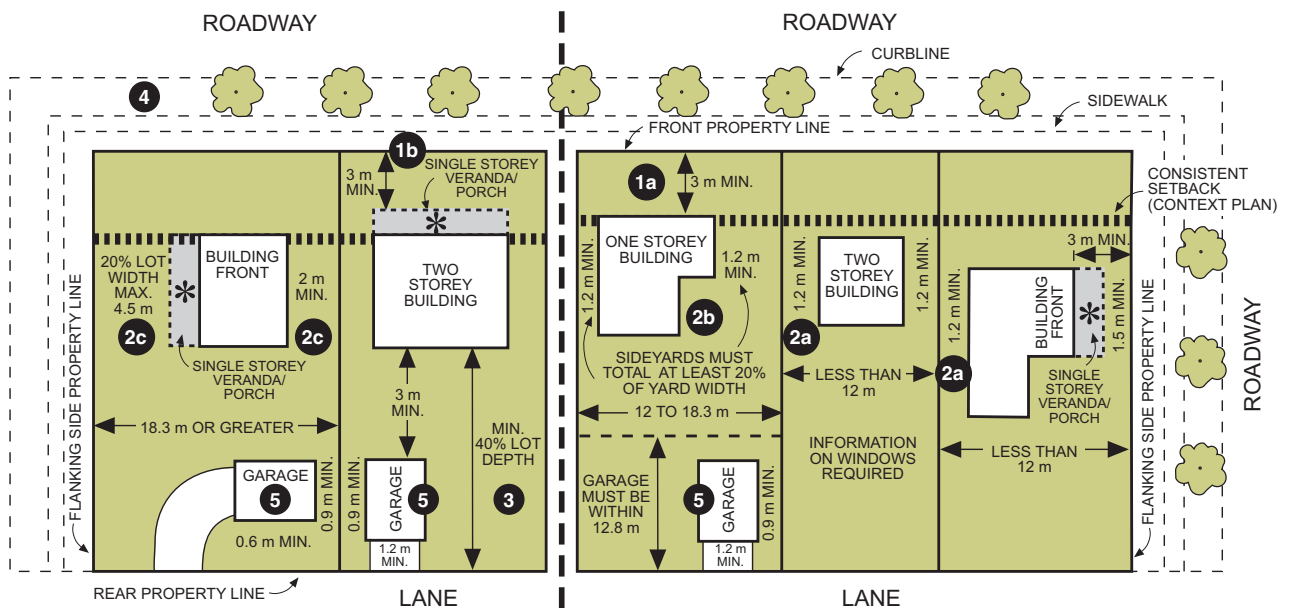 ROADWAY
ROADWAY
CURBLINE
SIDEWALK
4
FRONT PROPERTY LINE
1b
3 m
MIN.
SINGLE STOREY
VERANDA/
PORCH
*
1a
3 m MIN.
CONSISTENT
SETBACK
(CONTEXT PLAN)
20% LOT
WIDTH
MAX.
4.5 m
2c
*
BUILDING
FRONT
2 m
MIN.
2c
SINGLE STOREY
VERANDA/
PORCH
TWO
STOREY
BUILDING
1.2 m MIN.
ONE STOREY
BUILDING
1.2 m
MIN.
2b
SIDEYARDS MUST
TOTAL AT LEAST 20%
OF YARD WIDTH
1.2 m MIN.
TWO
STOREY
BUILDING
1.2 m MIN.
2a
LESS THAN
12 m
3 m MIN.
1.2 m MIN.
BUILDING
FRONT
*
1.5 m MIN.
2a
SINGLE
STOREY
VERANDA/
PORCH
FLANKING SIDE PROPERTY LINE
FLANKING SIDE PROPERTY LINE
ROADWAY
18.3 m OR GREATER
3 m
MIN.
MIN.
40% LOT
DEPTH
3
12 TO 18.3 m
INFORMATION
ON WINDOWS
REQUIRED
LESS THAN
12 m
GARAGE
5
0.9 m MIN.
0.6 m MIN.
0.9 m MIN.
GARAGE
5
1.2 m
MIN.
GARAGE
MUST BE
WITHIN
12.8 m
5
GARAGE
0.9 m MIN.
1.2 m
MIN.
REAR PROPERTY LINE
LANE
LANE